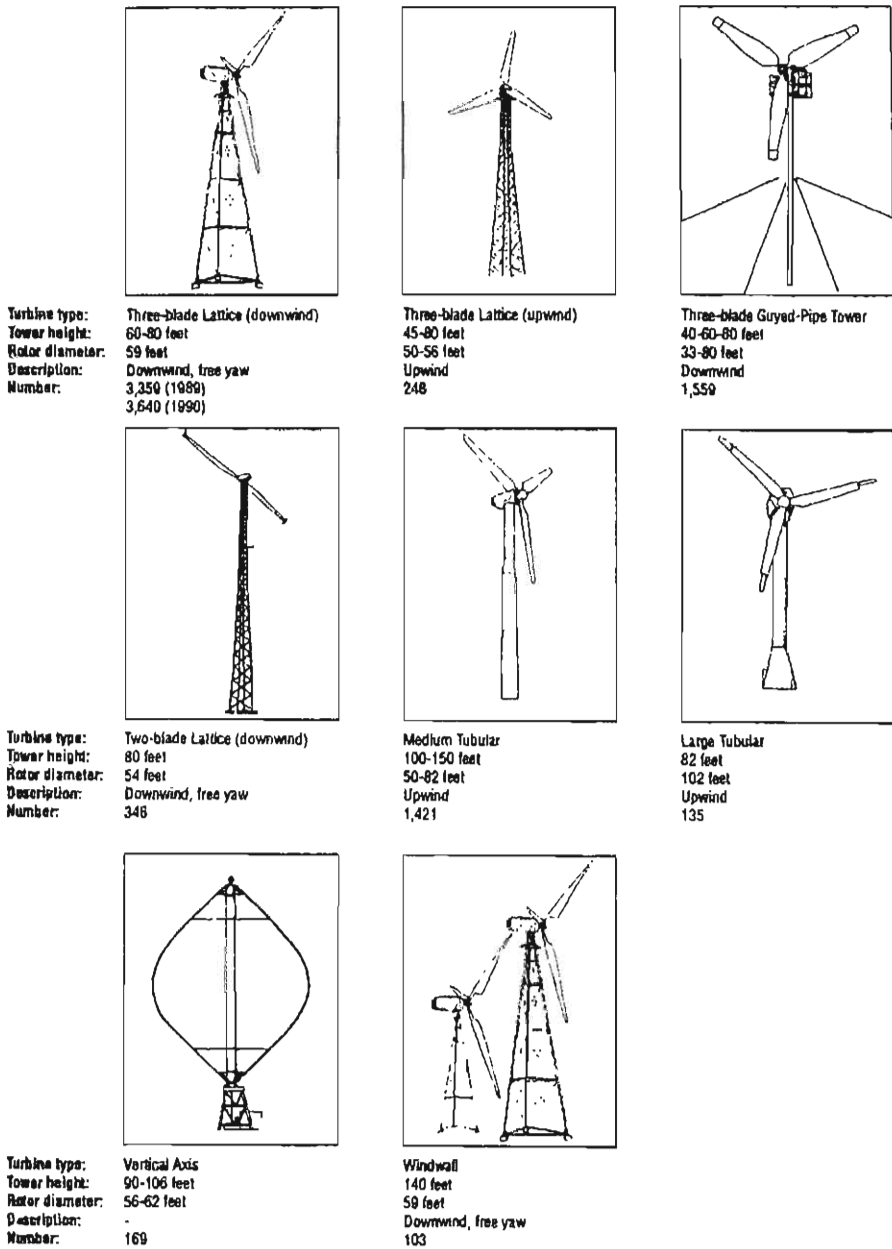 Turbine type: Three-blade Lattice (downwind) Three-blade Lattice (upwind) Three-blade Guyed-Pipe Tower
Tower height: 60-80 feet 45-80 feet 40-60-80 feet
Rotor diameter: 59 feet 50-56 feet 33-80 feet
Description: Downwind, free yaw Upwind Downwind
Number: 3,359 (1989) 248 1,559
3,640 (1990)
Turbine type: Two-blade Lattice (downwind) Medium Tubular Large Tubular
Tower height: 80 feet 100-150 feet 82 feet
Rotor diameter: 54 feet 50-82 feet 102 feet
Description: Downwind, free yaw Upwind Upwind
Number: 346 1,421 135
Turbine type: Vertical Axis Windwall
Tower height: 90-106 feet 140 feet
Rotor diameter: 56-62 feet 59 feet
Description: - Downwind, free yaw
Number: 169 103